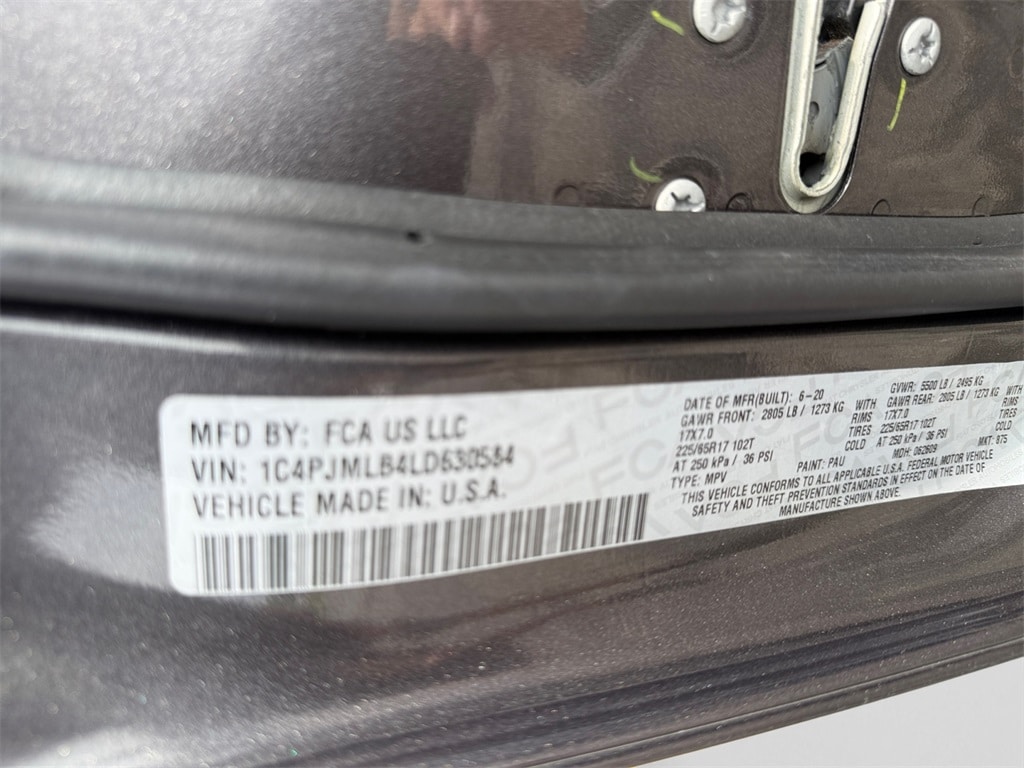 MFD BY: FCA US LLC
VIN: 1C4PJMLB4LD630584
VEHICLE MADE IN: U.S.A.
DATE OF MFR(BUILT): 6-20 GVWR: 5500 LB / 2495 KG
GAWR FRONT: 2805 LB / 1273 KG WITH GAWR REAR: 2805 LB / 1273 KG WITH
17X7.0 RIMS 17X7.0 RIMS
225/65R17 102T TIRES 225/65R17 102T TIRES
AT 250 kPa / 36 PSI COLD AT 250 kPa / 36 PSI COLD
TYPE: MPV PAINT: PAU MDH: 062609 MKT: 875
THIS VEHICLE CONFORMS TO ALL APPLICABLE U.S.A. FEDERAL MOTOR VEHICLE
SAFETY AND THEFT PREVENTION STANDARDS IN EFFECT ON THE DATE OF
MANUFACTURE SHOWN ABOVE.